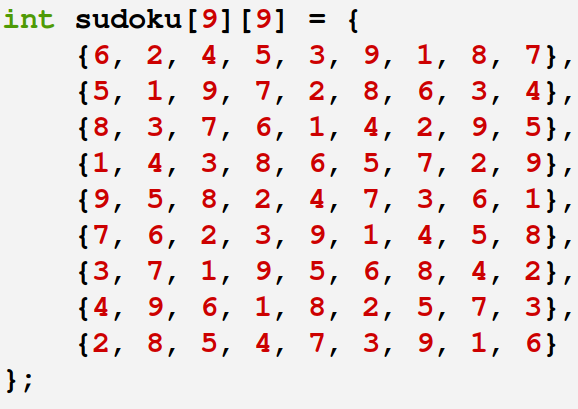 int sudoku[9][9] = {
{6, 2, 4, 5, 3, 9, 1, 8, 7},
{5, 1, 9, 7, 2, 8, 6, 3, 4},
{8, 3, 7, 6, 1, 4, 2, 9, 5},
{1, 4, 3, 8, 6, 5, 7, 2, 9},
{9, 5, 8, 2, 4, 7, 3, 6, 1},
{7, 6, 2, 3, 9, 1, 4, 5, 8},
{3, 7, 1, 9, 5, 6, 8, 4, 2},
{4, 9, 6, 1, 8, 2, 5, 7, 3},
{2, 8, 5, 4, 7, 3, 9, 1, 6}
};